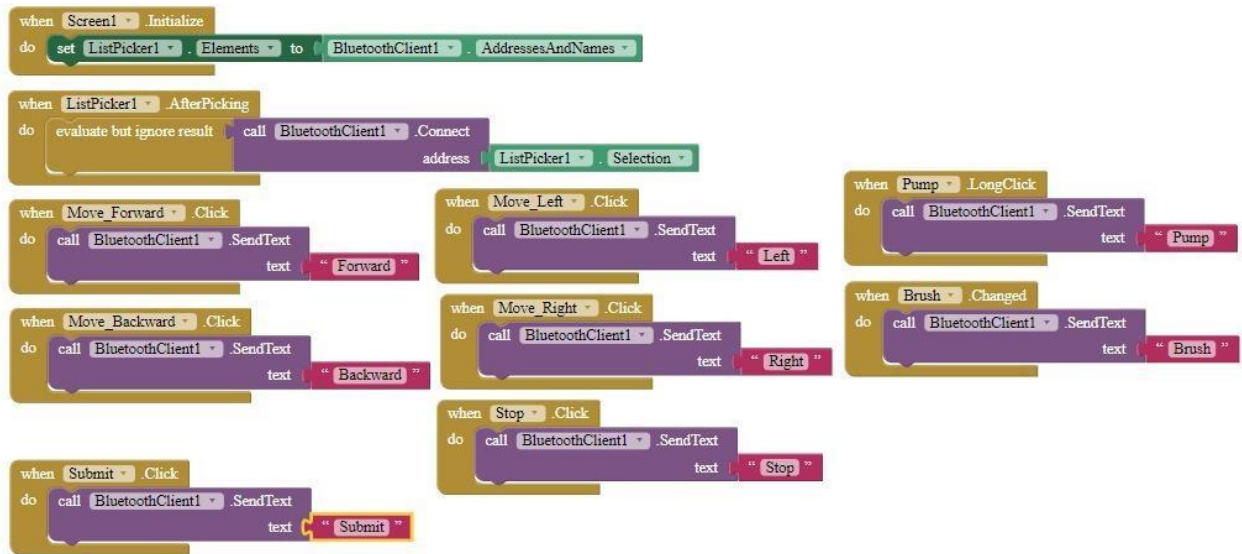 when Screen1 .Initialize
do set ListPicker1 . Elements to BluetoothClient1 . AddressesAndNames
when ListPicker1 .AfterPicking
do evaluate but ignore result call BluetoothClient1 .Connect
address ListPicker1 . Selection
when Move_Forward .Click
do call BluetoothClient1 .SendText
text “ Forward ”
when Move_Left .Click
do call BluetoothClient1 .SendText
text “ Left ”
when Pump .LongClick
do call BluetoothClient1 .SendText
text “ Pump ”
when Move_Backward .Click
do call BluetoothClient1 .SendText
text “ Backward ”
when Move_Right .Click
do call BluetoothClient1 .SendText
text “ Right ”
when Brush .Changed
do call BluetoothClient1 .SendText
text “ Brush ”
when Stop .Click
do call BluetoothClient1 .SendText
text “ Stop ”
when Submit .Click
do call BluetoothClient1 .SendText
text “ Submit ”